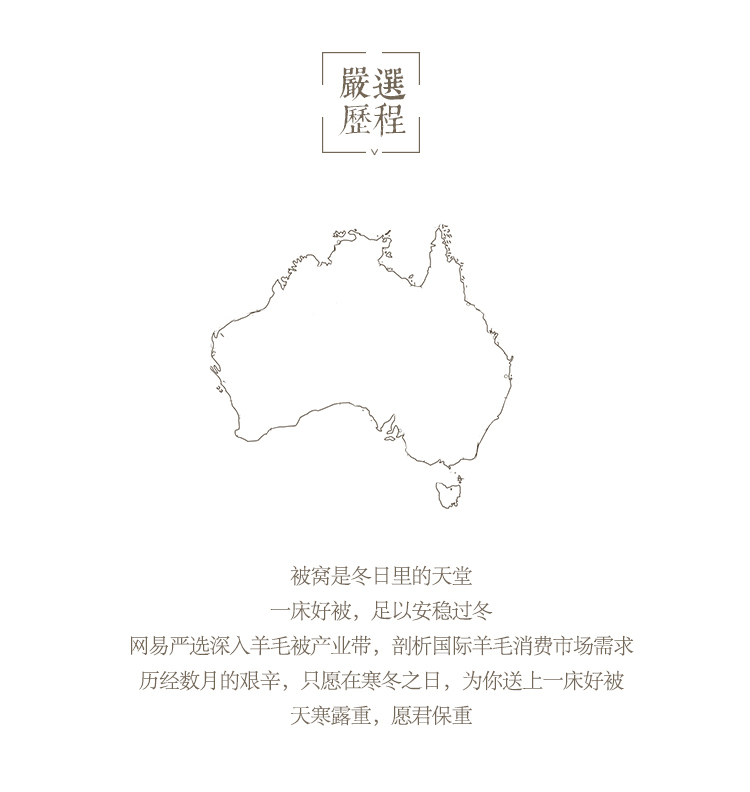 嚴選
歷程
被窝是冬日里的天堂
一床好被，足以安稳过冬
网易严选深入羊毛被产业带，剖析国际羊毛消费市场需求
历经数月的艰辛，只愿在寒冬之日，为你送上一床好被
天寒露重，愿君保重